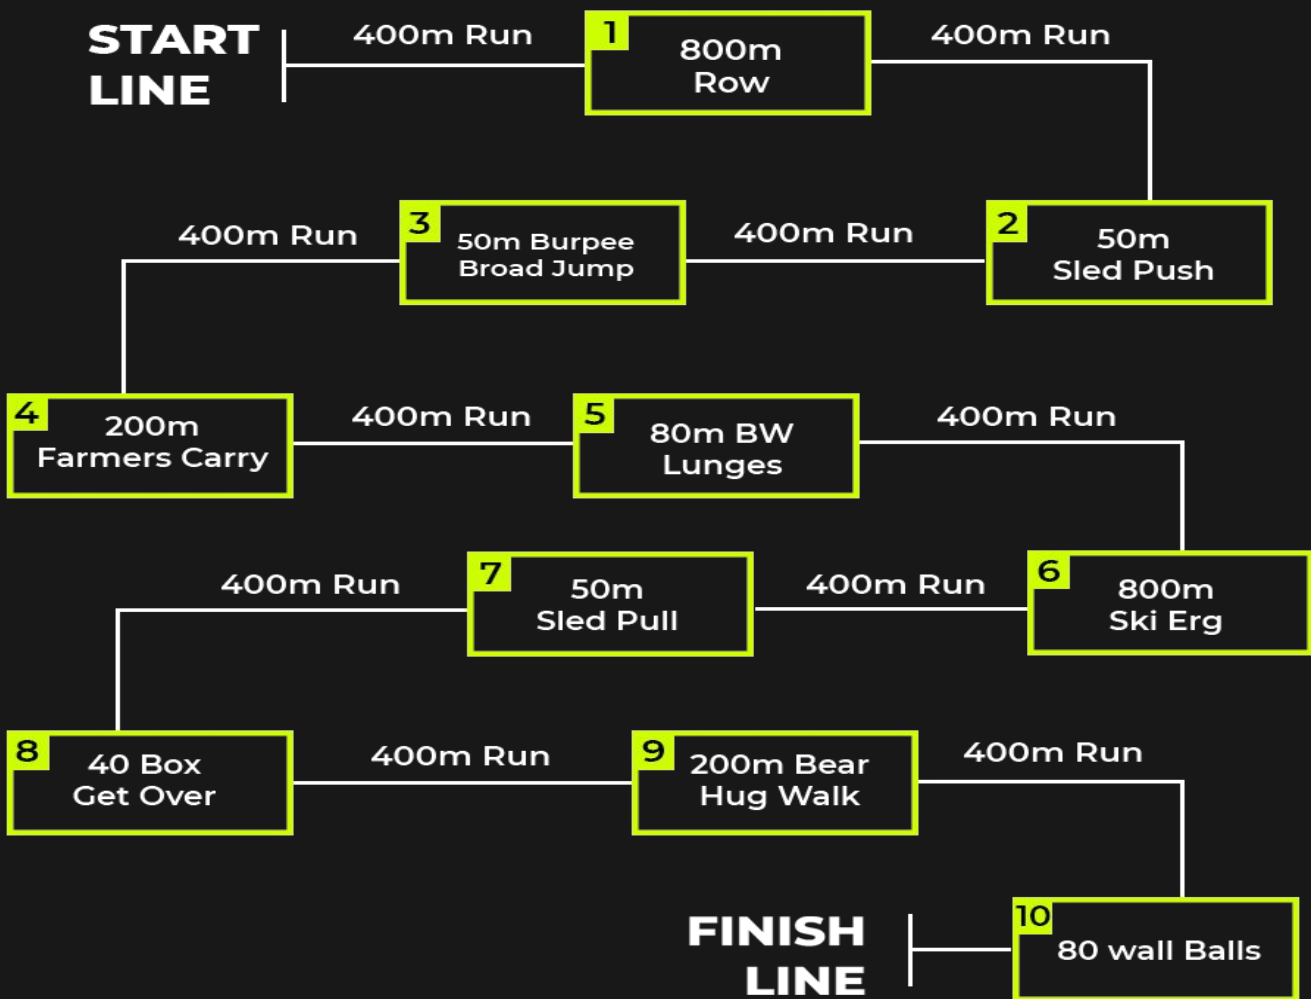 START
LINE
400m Run
1
800m
Row
400m Run
2
50m
Sled Push
400m Run
3
50m Burpee
Broad Jump
400m Run
4
200m
Farmers Carry
400m Run
5
80m BW
Lunges
400m Run
6
800m
Ski Erg
400m Run
7
50m
Sled Pull
400m Run
8
40 Box
Get Over
400m Run
9
200m Bear
Hug Walk
400m Run
10
80 wall Balls
FINISH
LINE